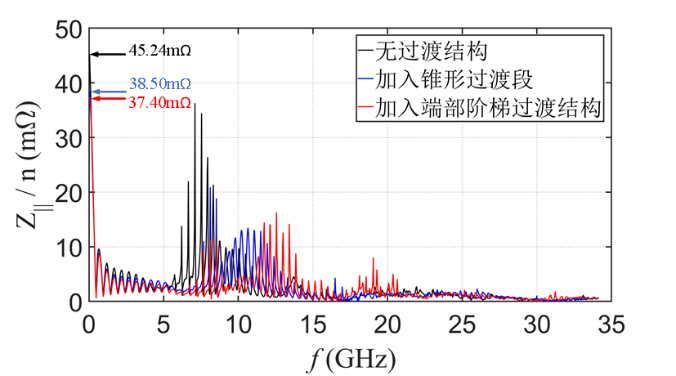 50
45.24mΩ
无过渡结构
40
38.50mΩ
加入锥形过渡段
37.40mΩ
加入端部阶梯过渡结构
30
20
10
0
Z|| / n (mΩ)
0 5 10 15 20 25 30 35
f (GHz)